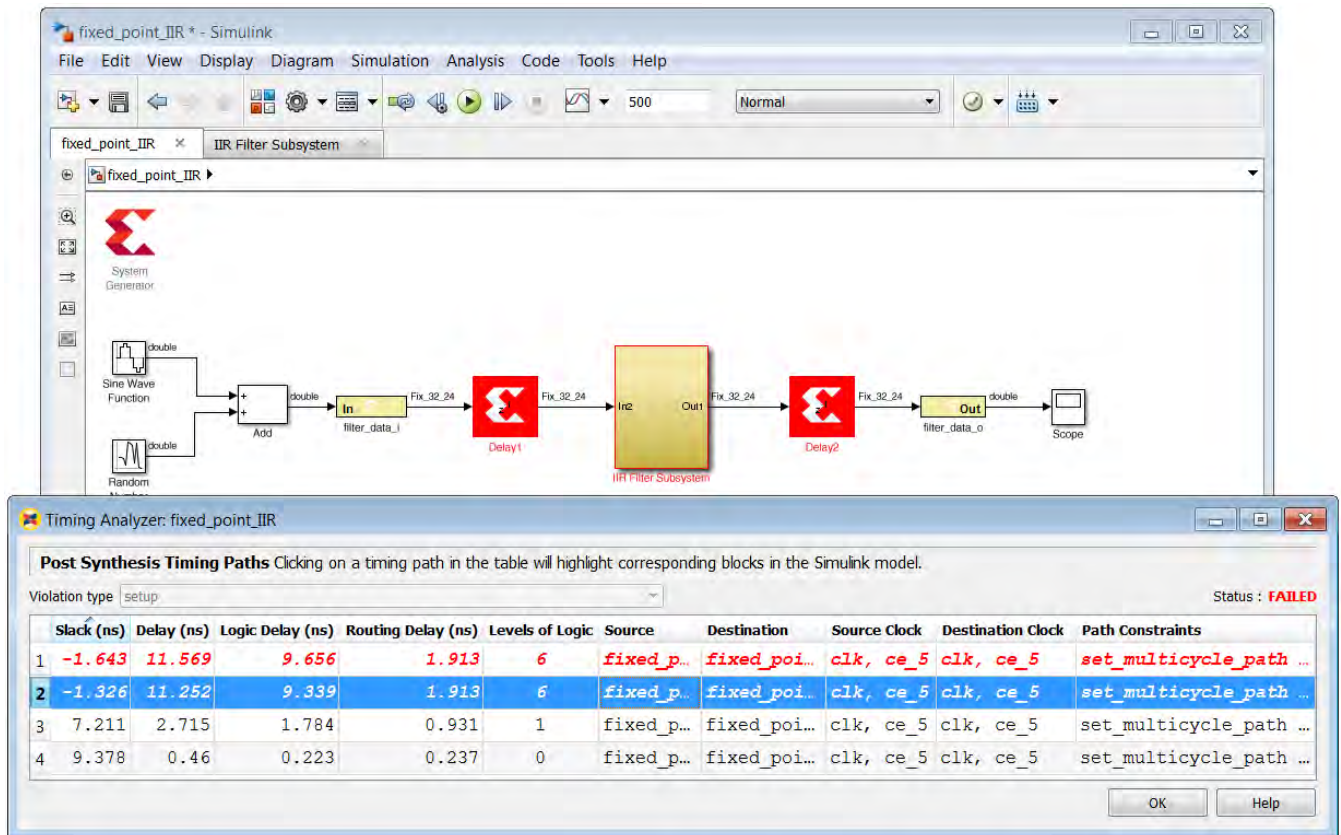 fixed_point_IIR * - Simulink
File Edit View Display Diagram Simulation Analysis Code Tools Help
500 Normal
fixed_point_IIR IIR Filter Subsystem
fixed_point_IIR
System
Generator
double
Sine Wave
Function
Add
double
In
filter_data_i
Fix_32_24
Delay1
Fix_32_24
In2 Out1
IIR Filter Subsystem
Fix_32_24
Delay2
Fix_32_24
Out
filter_data_o
double
Scope
double
Random
Timing Analyzer: fixed_point_IIR
Post Synthesis Timing Paths Clicking on a timing path in the table will highlight corresponding blocks in the Simulink model.
Violation type setup Status : FAILED
Slack (ns) Delay (ns) Logic Delay (ns) Routing Delay (ns) Levels of Logic Source Destination Source Clock Destination Clock Path Constraints
1 -1.643 11.569 9.656 1.913 6 fixed_p... fixed_poi... clk, ce_5 clk, ce_5 set_multicycle_path ...
2 -1.326 11.252 9.339 1.913 6 fixed_p... fixed_poi... clk, ce_5 clk, ce_5 set_multicycle_path ...
3 7.211 2.715 1.784 0.931 1 fixed_p... fixed_poi... clk, ce_5 clk, ce_5 set_multicycle_path ...
4 9.378 0.46 0.223 0.237 0 fixed_p... fixed_poi... clk, ce_5 clk, ce_5 set_multicycle_path ...
OK Help